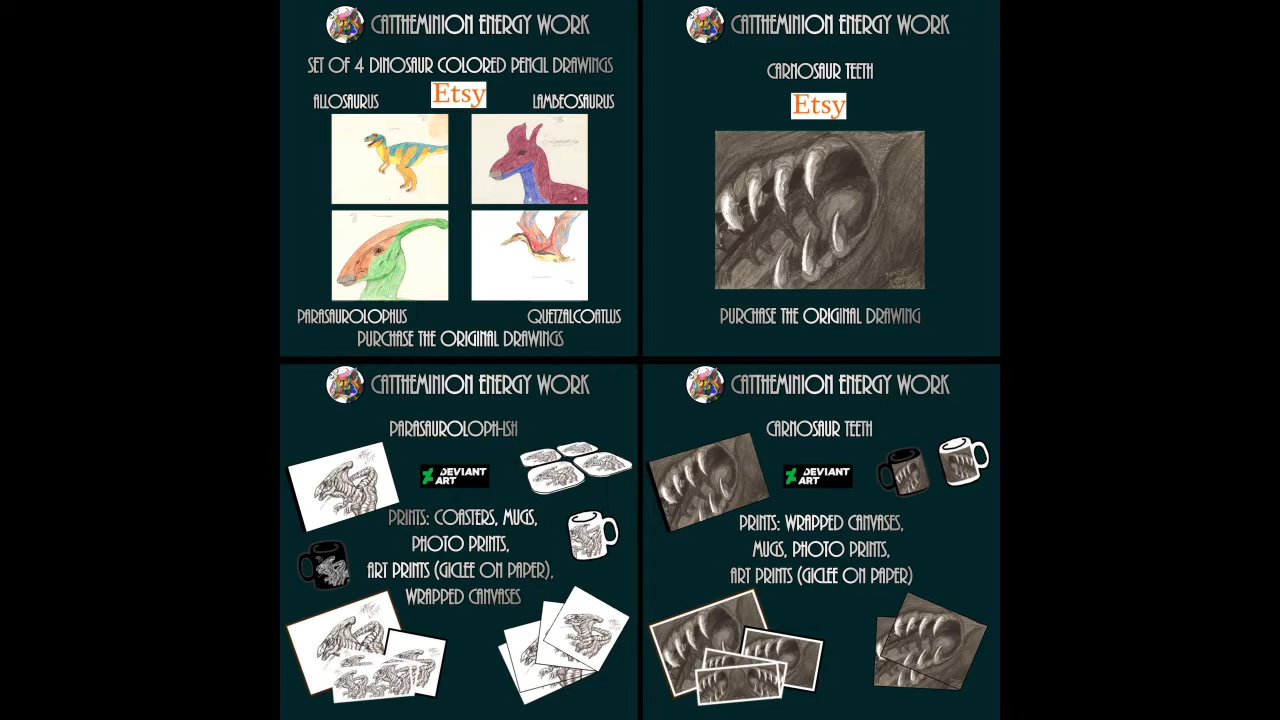 CATTHEMINION ENERGY WORK
SET OF 4 DINOSAUR COLORED PENCIL DRAWINGS
Etsy
ALLOSAURUS
LAMBEOSAURUS
PARASAUROLOPHUS
QUETZALCOATLUS
PURCHASE THE ORIGINAL DRAWINGS
CATTHEMINION ENERGY WORK
CARNOSAUR TEETH
Etsy
PURCHASE THE ORIGINAL DRAWING
CATTHEMINION ENERGY WORK
PARASAUROLOPH-ISH
DEVIANT
ART
PRINTS: COASTERS, MUGS,
PHOTO PRINTS,
ART PRINTS (GICLEE ON PAPER),
WRAPPED CANVASES
CATTHEMINION ENERGY WORK
CARNOSAUR TEETH
DEVIANT
ART
PRINTS: WRAPPED CANVASES,
MUGS, PHOTO PRINTS,
ART PRINTS (GICLEE ON PAPER)